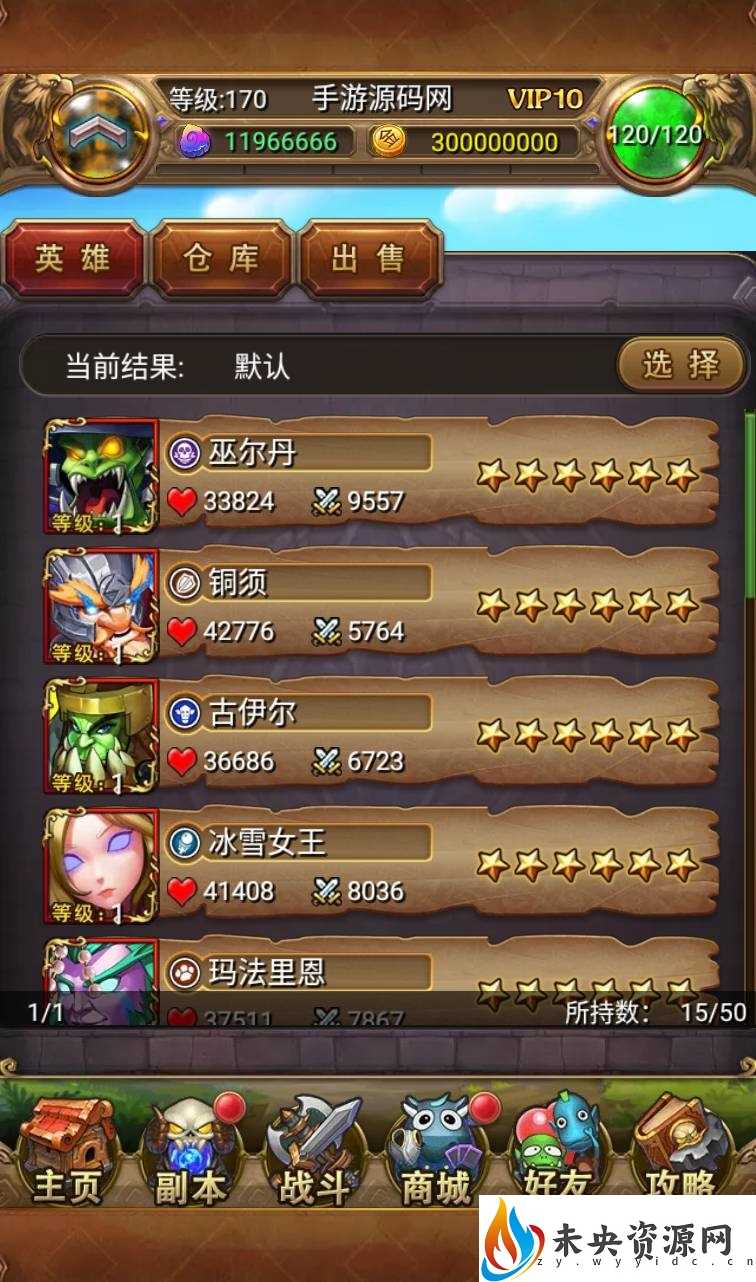 等级:170 手游源码网 VIP10
11966666 300000000 120/120
英雄 仓库 出售
当前结果: 默认 选择
巫尔丹
等级：1 33824 9557
铜须
等级：1 42776 5764
古伊尔
等级：1 36686 6723
冰雪女王
等级：1 41408 8036
玛法里恩
37511 7867
1/1 所持数： 15/50
主页 副本 战斗 商城 好友 攻略
未央资源网
zy.wyyidc.cn